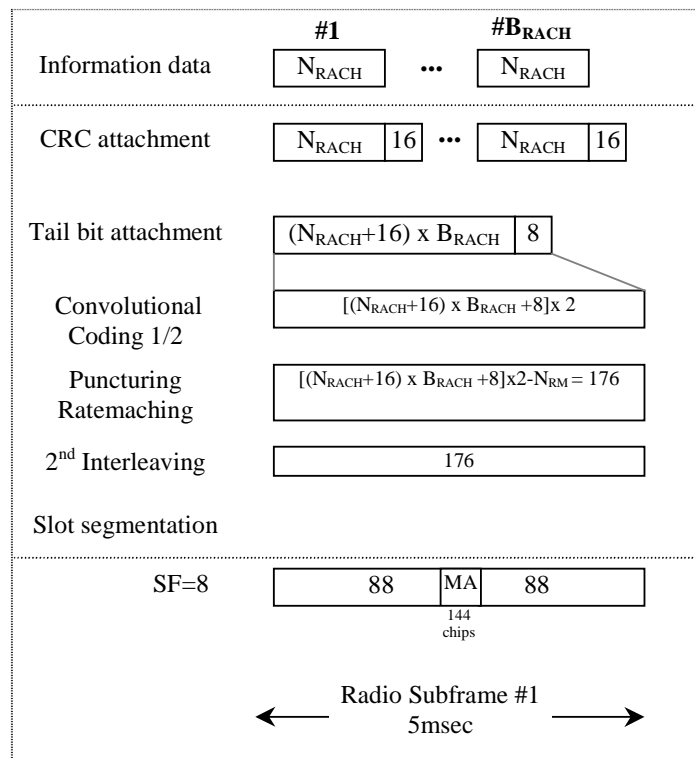 #1 #B_RACH
Information data N_RACH ... N_RACH
CRC attachment N_RACH 16 ... N_RACH 16
Tail bit attachment (N_RACH+16) x B_RACH 8
Convolutional
Coding 1/2
[(N_RACH+16) x B_RACH +8]x 2
Puncturing
Ratemaching
[(N_RACH+16) x B_RACH +8]x2-N_RM = 176
2nd Interleaving 176
Slot segmentation
SF=8 88 MA 88
144
chips
Radio Subframe #1
5msec